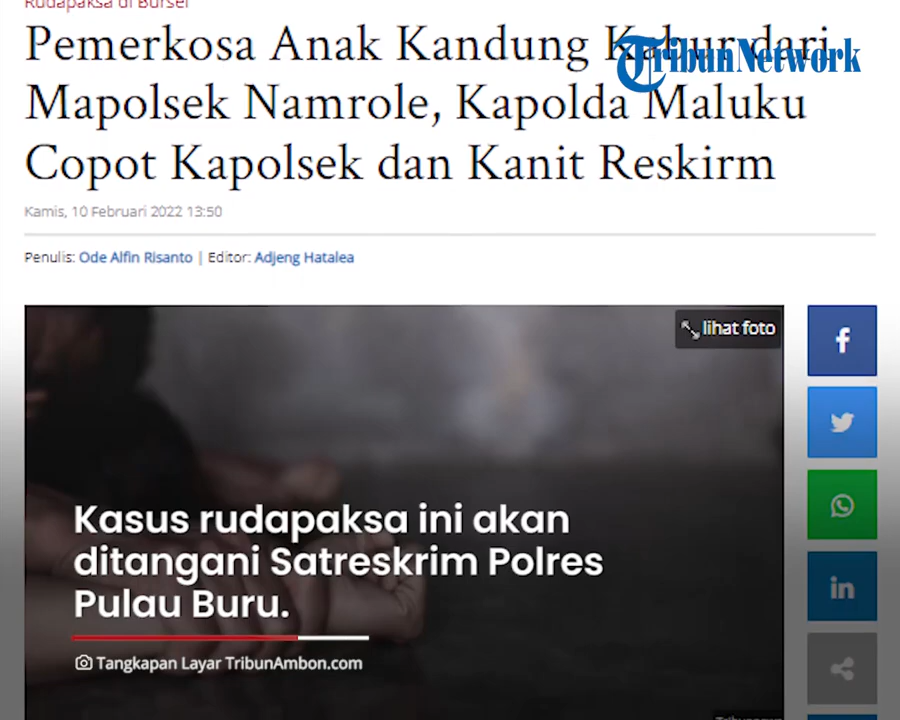 Rudapaksa di Bursel
Pemerkosa Anak Kandung Kabur dari
TribunNetwork
Mapolsek Namrole, Kapolda Maluku
Copot Kapolsek dan Kanit Reskirm
Kamis, 10 Februari 2022 13:50
Penulis: Ode Alfin Risanto | Editor: Adjeng Hatalea
lihat foto
Kasus rudapaksa ini akan
ditangani Satreskrim Polres
Pulau Buru.
Tangkapan Layar TribunAmbon.com